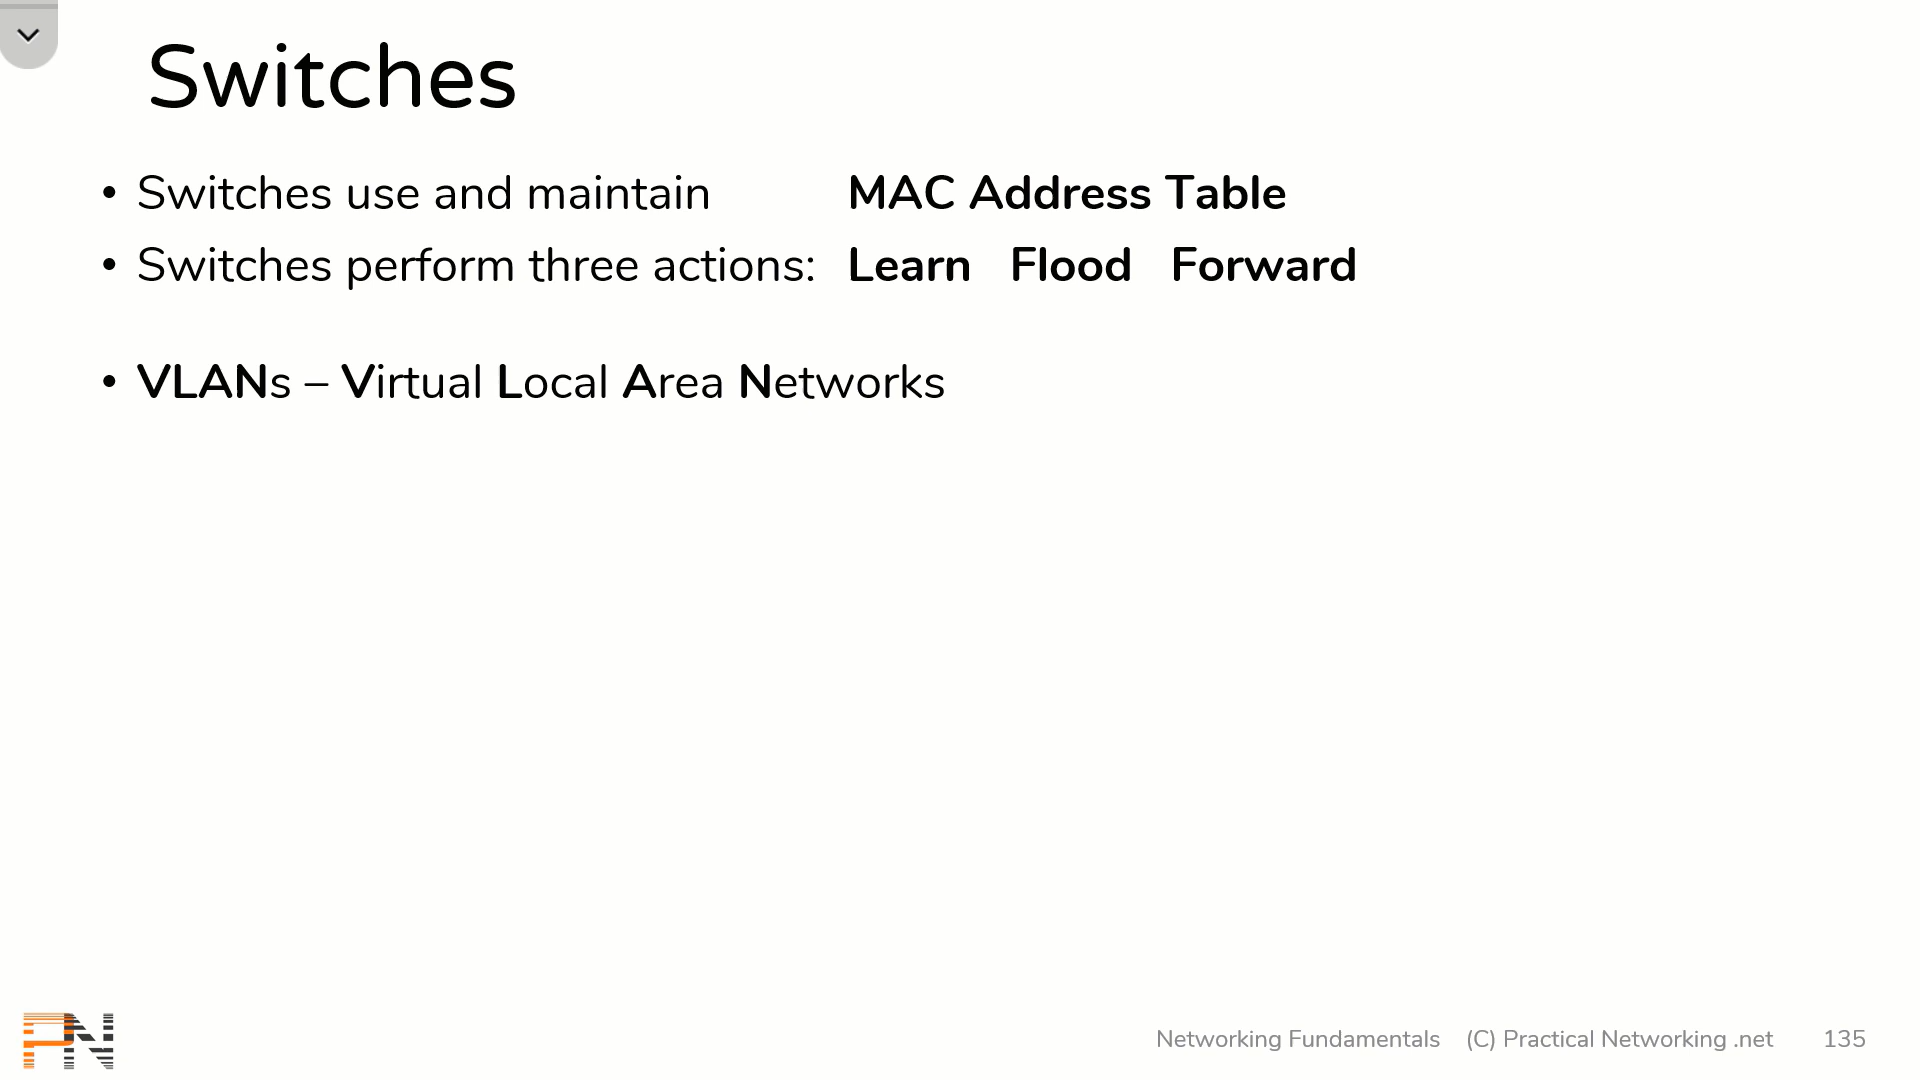 Switches
• Switches use and maintain MAC Address Table
• Switches perform three actions: Learn Flood Forward
• VLANs – Virtual Local Area Networks
PN
Networking Fundamentals (C) Practical Networking .net 135